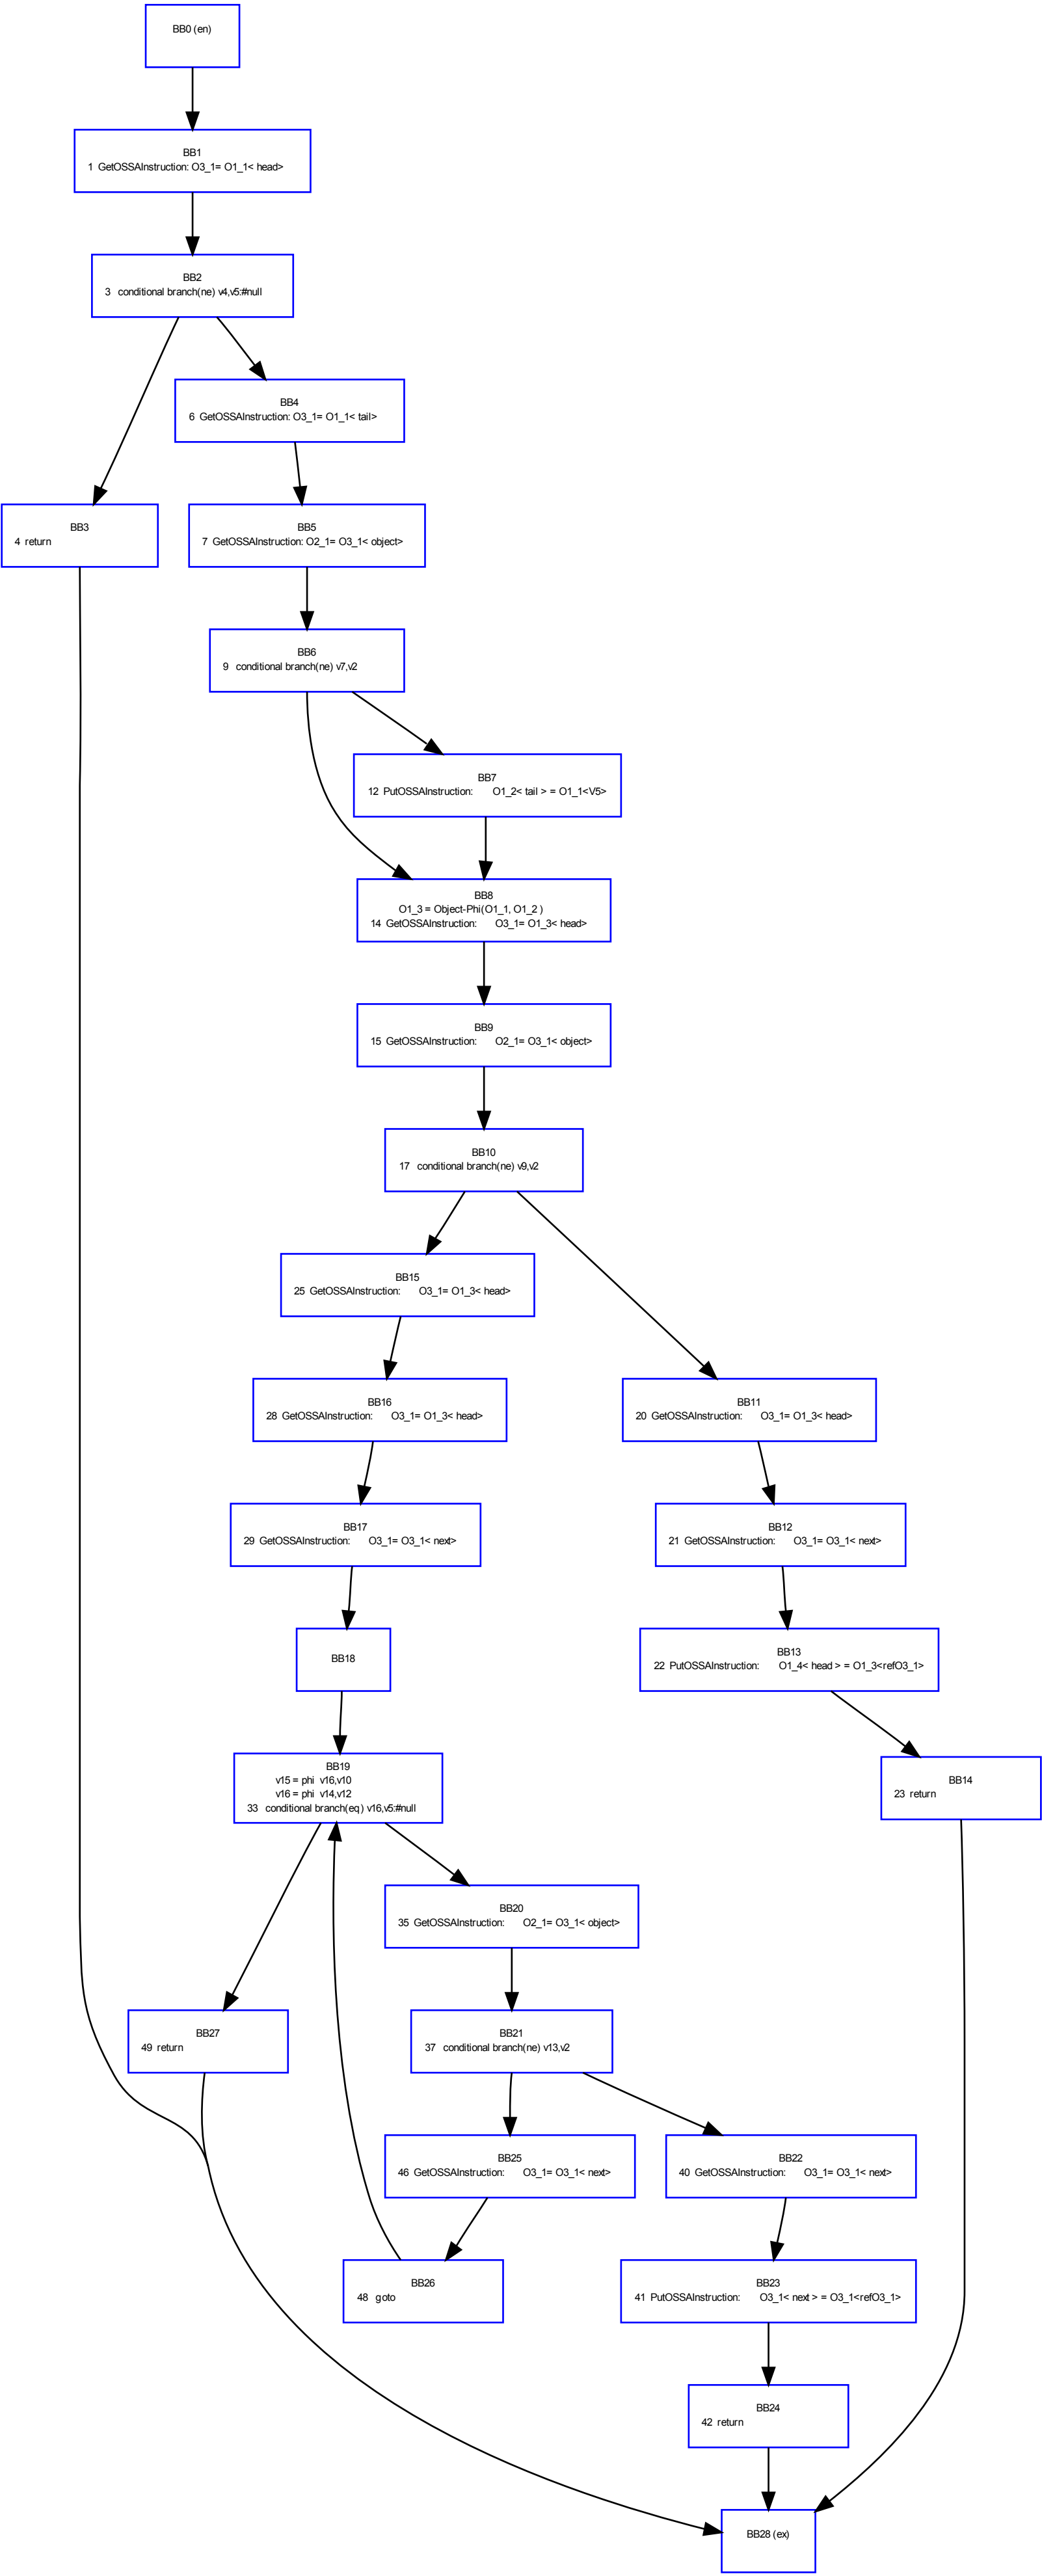 BB0 (en)
BB1
1 GetOSSAInstruction: O3_1= O1_1< head>
BB2
3 conditional branch(ne) v4,v5:#null
BB4
6 GetOSSAInstruction: O3_1= O1_1< tail>
BB3
4 return
BB5
7 GetOSSAInstruction: O2_1= O3_1< object>
BB6
9 conditional branch(ne) v7,v2
BB7
12 PutOSSAInstruction: O1_2< tail > = O1_1<V5>
BB8
O1_3 = Object-Phi(O1_1, O1_2 )
14 GetOSSAInstruction: O3_1= O1_3< head>
BB9
15 GetOSSAInstruction: O2_1= O3_1< object>
BB10
17 conditional branch(ne) v9,v2
BB15
25 GetOSSAInstruction: O3_1= O1_3< head>
BB16
28 GetOSSAInstruction: O3_1= O1_3< head>
BB11
20 GetOSSAInstruction: O3_1= O1_3< head>
BB17
29 GetOSSAInstruction: O3_1= O3_1< next>
BB12
21 GetOSSAInstruction: O3_1= O3_1< next>
BB18
BB13
22 PutOSSAInstruction: O1_4< head > = O1_3<refO3_1>
BB19
v15 = phi v16,v10
v16 = phi v14,v12
33 conditional branch(eq) v16,v5:#null
BB14
23 return
BB20
35 GetOSSAInstruction: O2_1= O3_1< object>
BB27
49 return
BB21
37 conditional branch(ne) v13,v2
BB25
46 GetOSSAInstruction: O3_1= O3_1< next>
BB22
40 GetOSSAInstruction: O3_1= O3_1< next>
BB26
48 goto
BB23
41 PutOSSAInstruction: O3_1< next > = O3_1<refO3_1>
BB24
42 return
BB28 (ex)